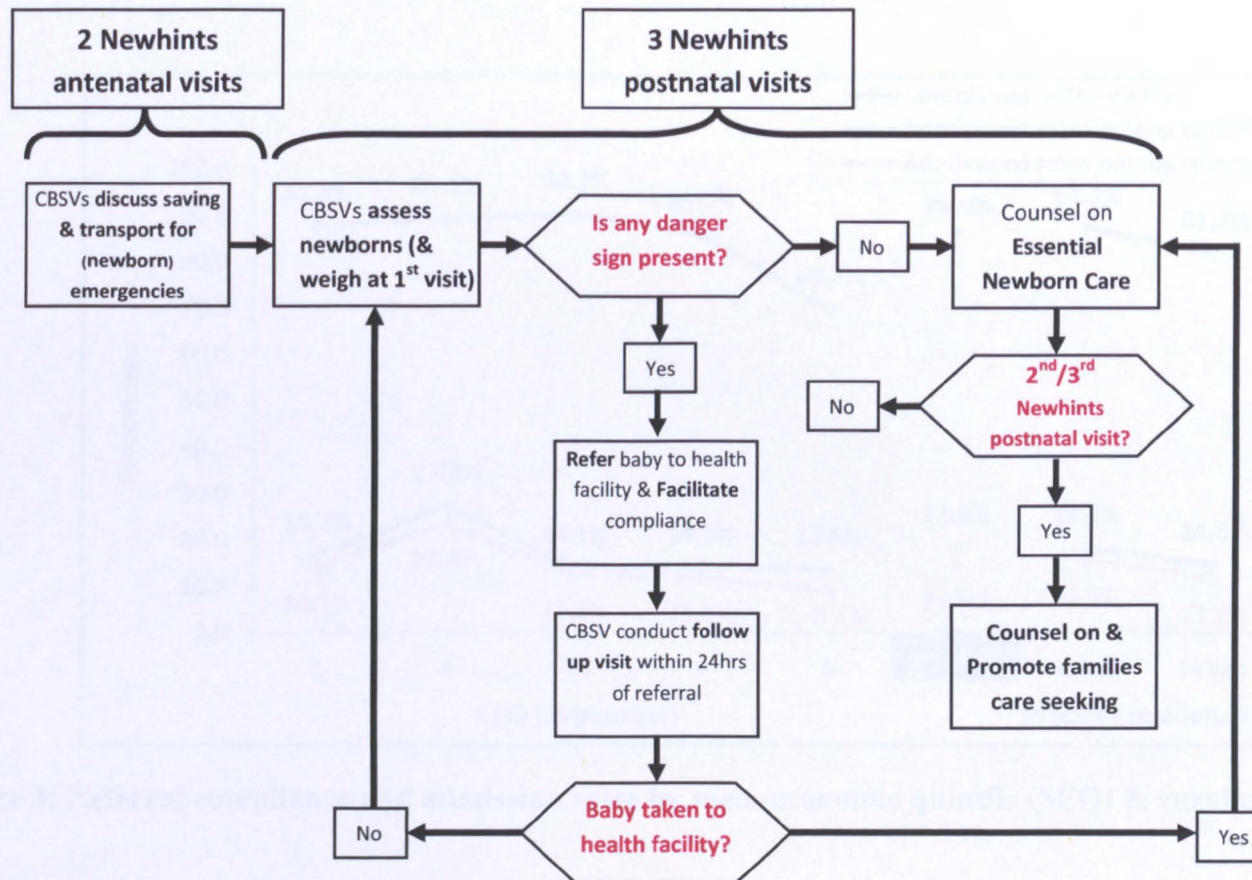 2 Newhints
antenatal visits
3 Newhints
postnatal visits
CBSVs discuss saving
& transport for
(newborn)
emergencies
CBSVs assess
newborns (&
weigh at 1st visit)
Is any danger
sign present?
No
Counsel on
Essential
Newborn Care
Yes
2nd/3rd
Newhints
postnatal visit?
No
Refer baby to health
facility & Facilitate
compliance
Yes
CBSV conduct follow
up visit within 24hrs
of referral
Counsel on &
Promote families
care seeking
Baby taken to
health facility?
No
Yes